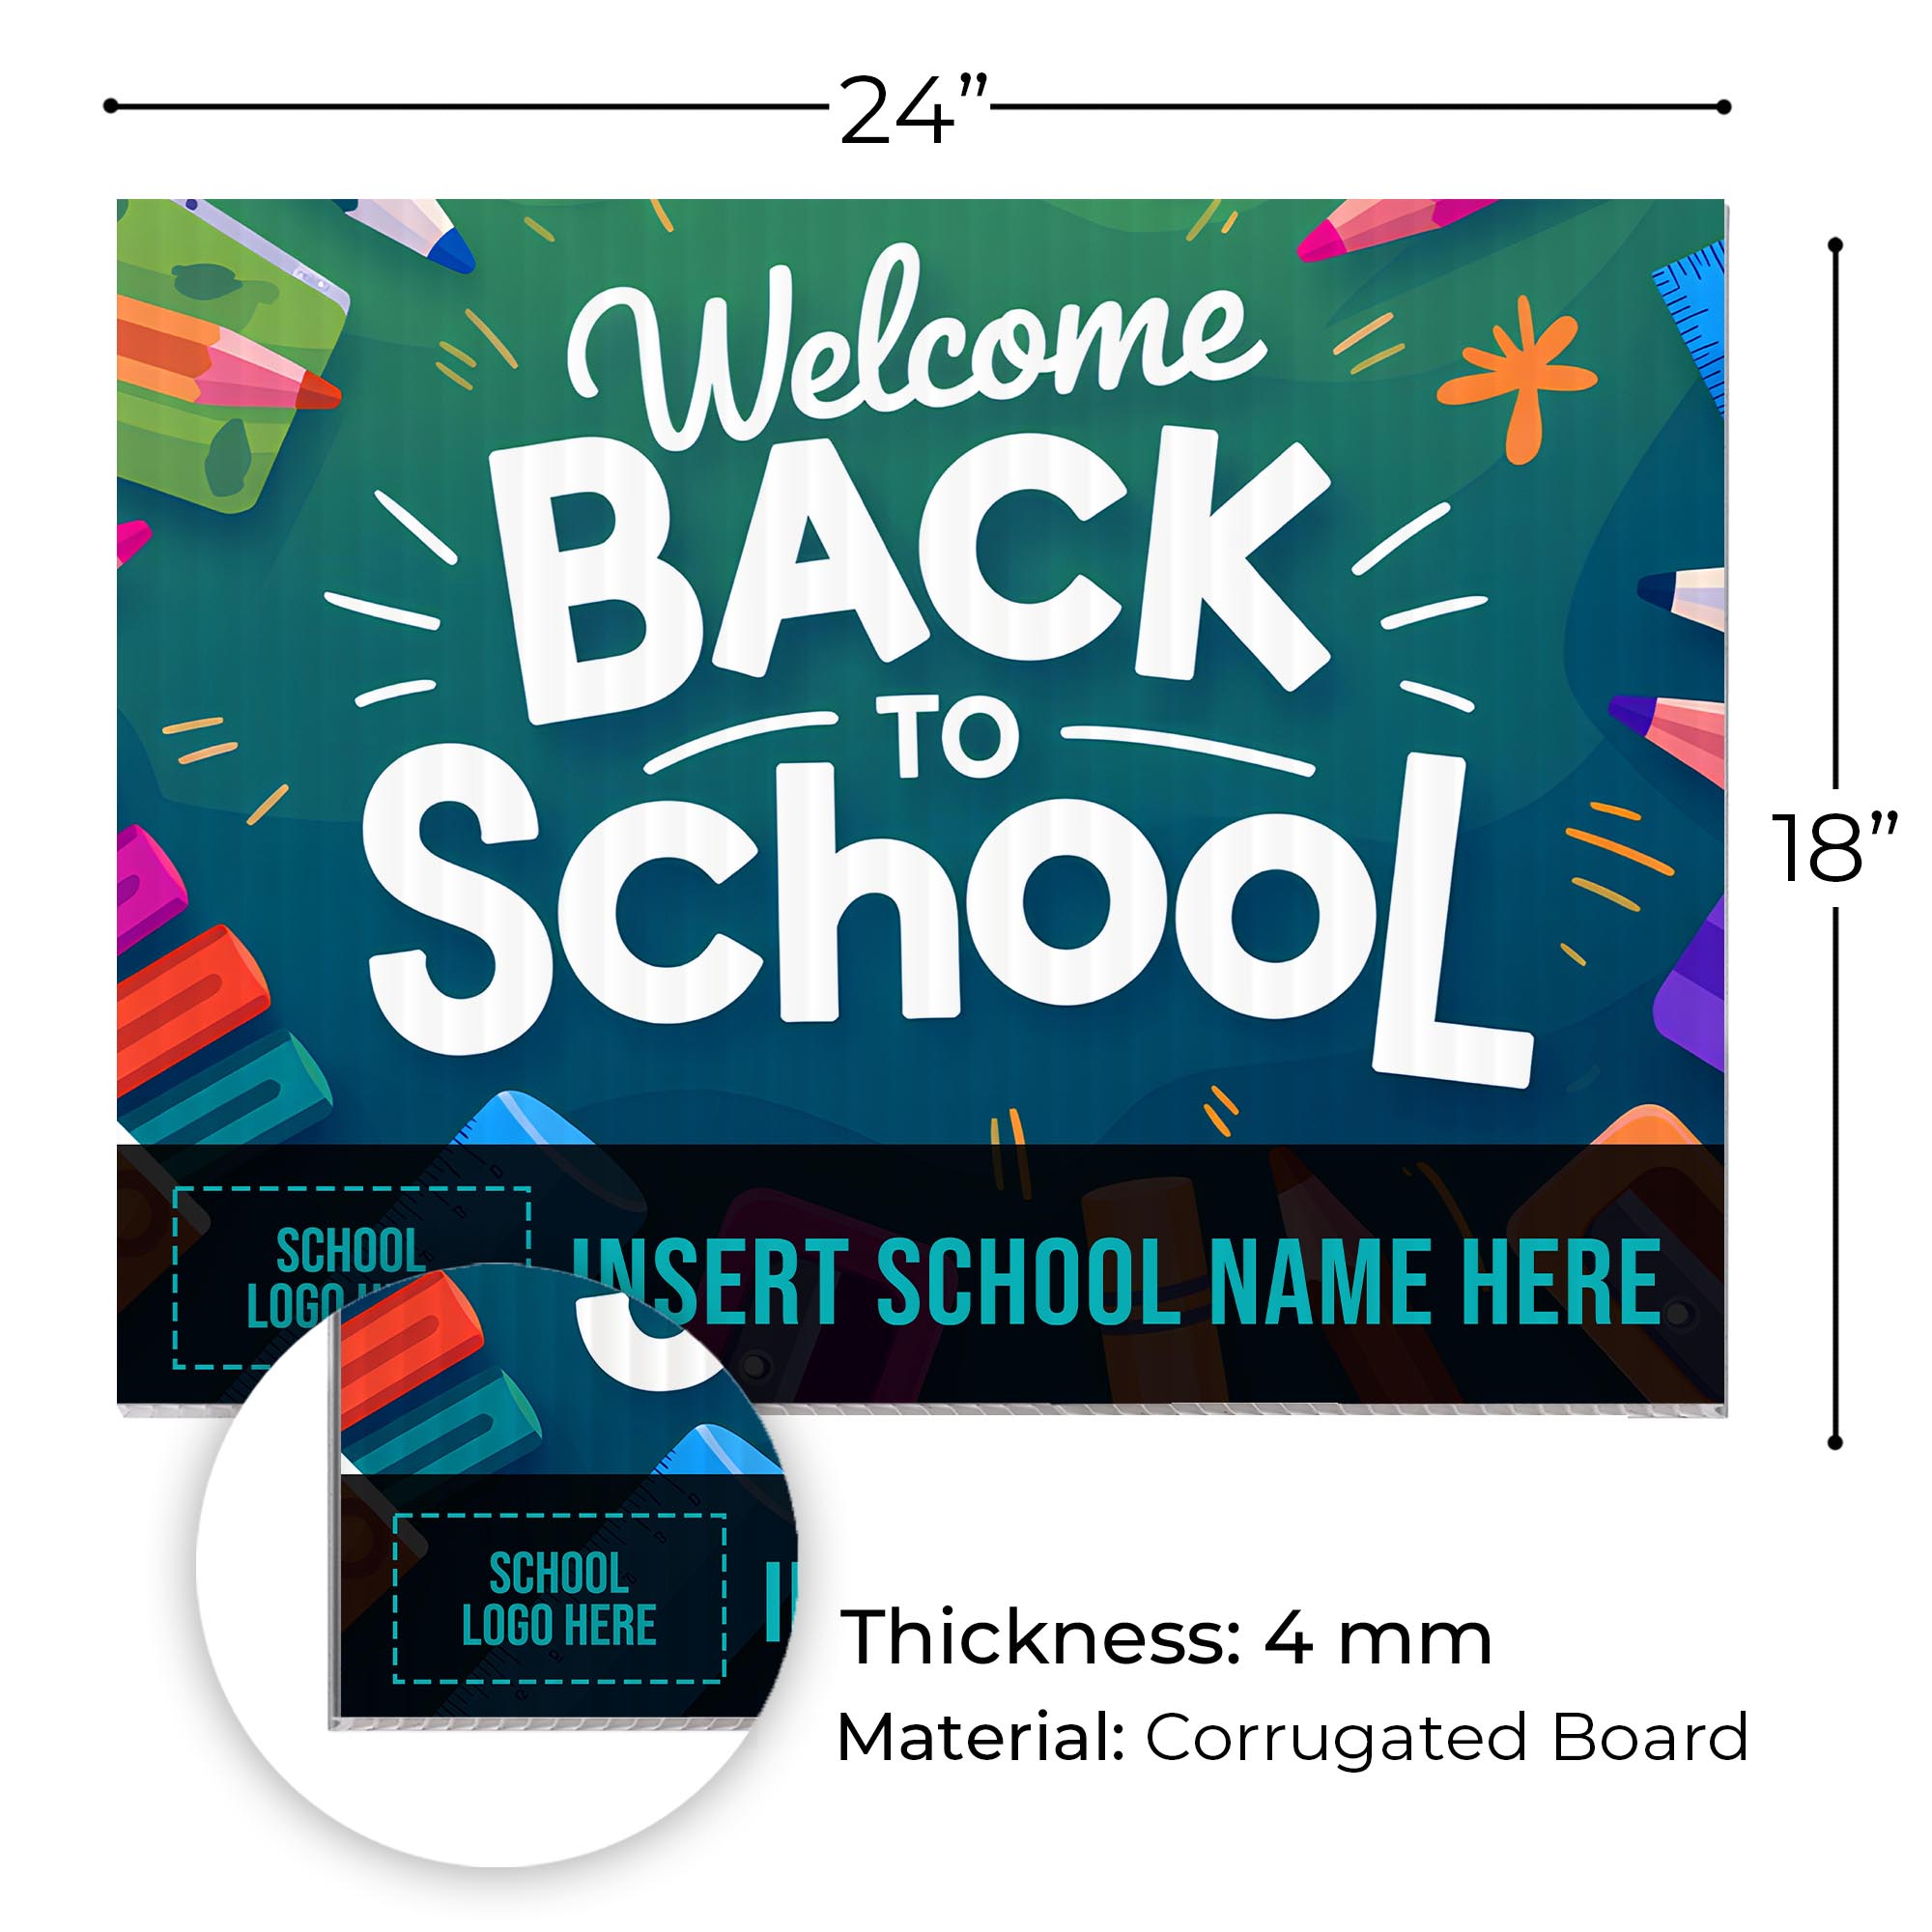 24”
Welcome
BACK
TO
School
18”
SCHOOL
LOGO
INSERT SCHOOL NAME HERE
SCHOOL
LOGO HERE
Thickness: 4 mm
Material: Corrugated Board